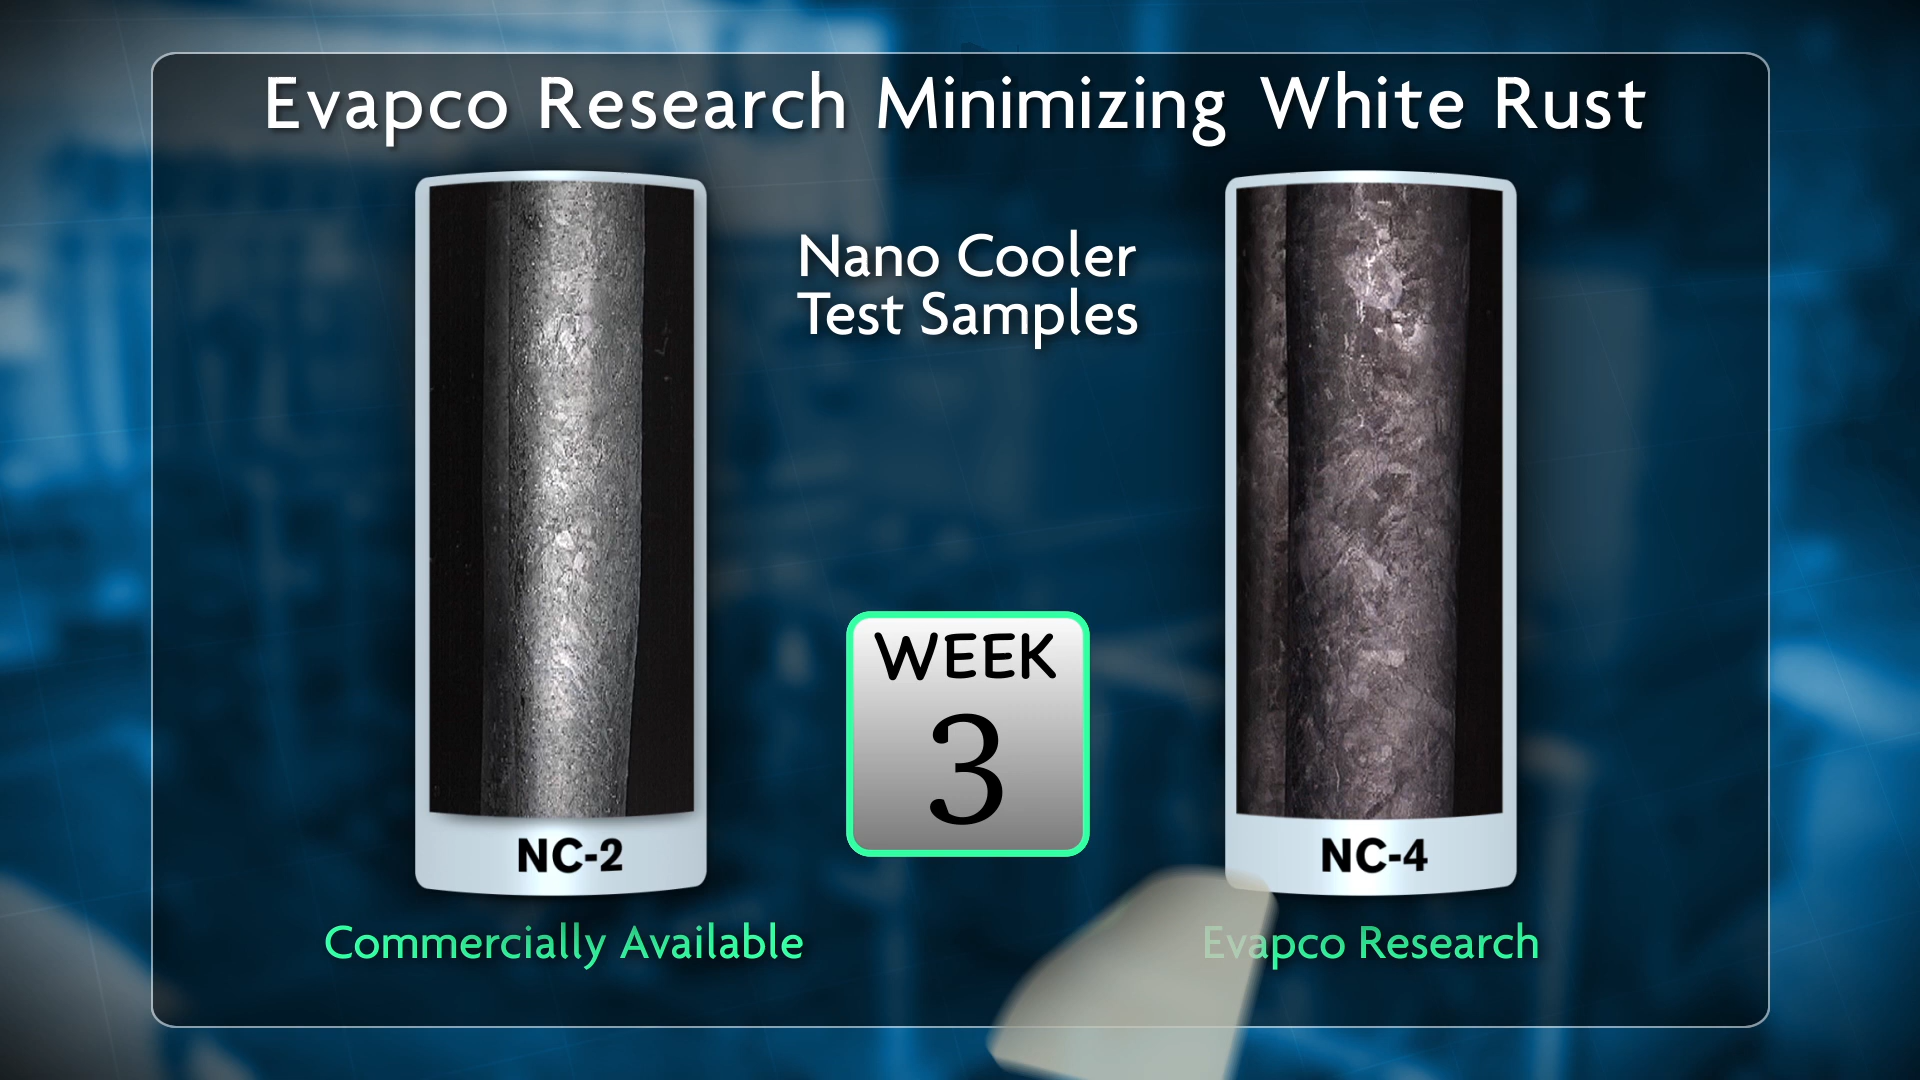 Evapco Research Minimizing White Rust
Nano Cooler
Test Samples
WEEK
3
NC-2
NC-4
Commercially Available
Evapco Research